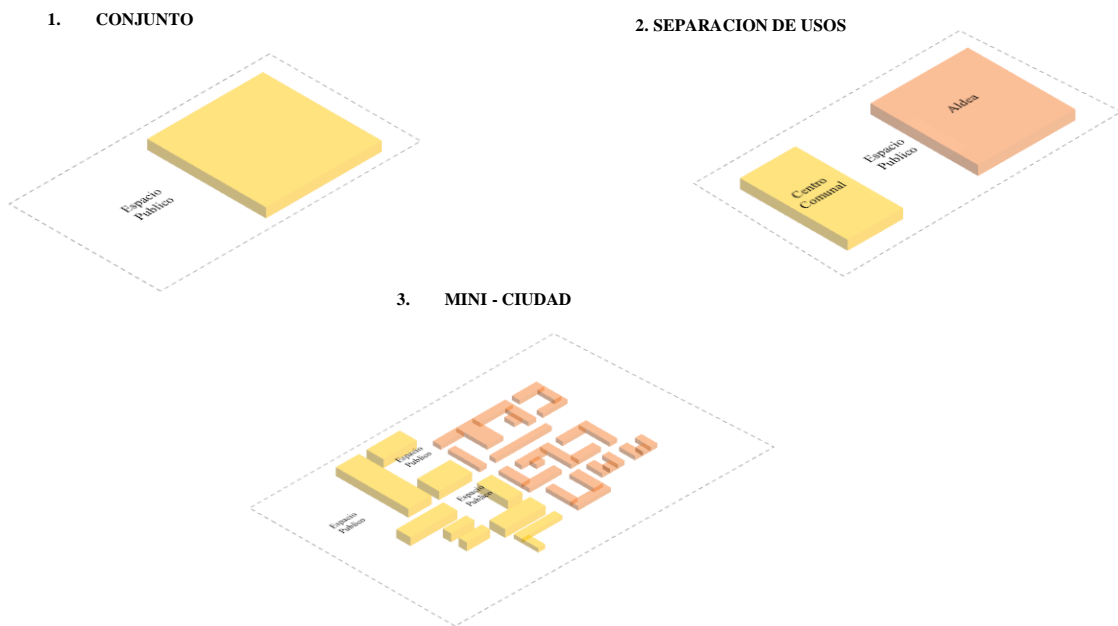 1. CONJUNTO
Espacio
Publico
2. SEPARACION DE USOS
Aldea
Espacio
Publico
Centro
Comunal
3. MINI - CIUDAD
Espacio
Publico
Espacio
Publico
Espacio
Publico